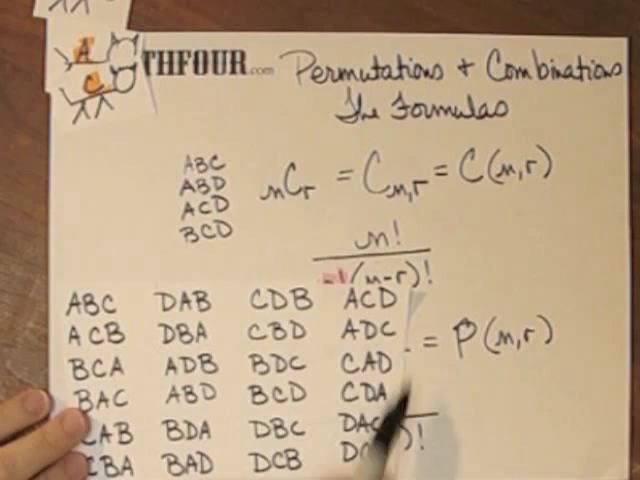 A
C
THFOUR.com Permutations + Combinations
The Formulas
ABC
ABD
ACD
BCD
nCr = Cn,r = C(n,r)
n!
(n-r)!
ABC DAB CDB ACD
ACB DBA CBD ADC
BCA ADB BDC CAD
BAC ABD BCD CDA
CAB BDA DBC DAC
CBA BAD DCB
= P(n,r)
)!